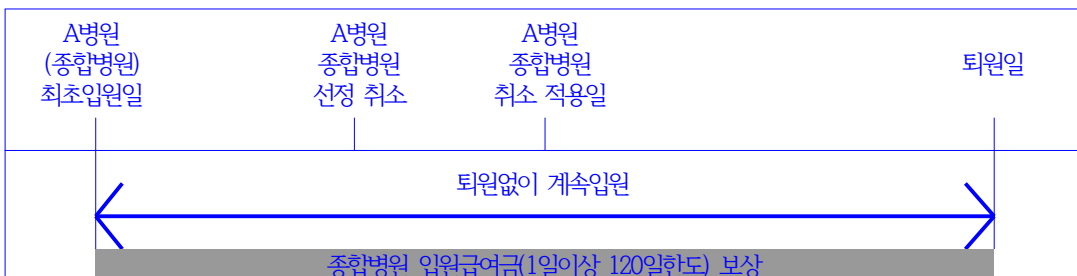 A병원
(종합병원)
최초입원일
A병원
종합병원
선정 취소
A병원
종합병원
취소 적용일
퇴원일
퇴원없이 계속입원
종합병원 입원급여금(1일이상 120일한도) 보상